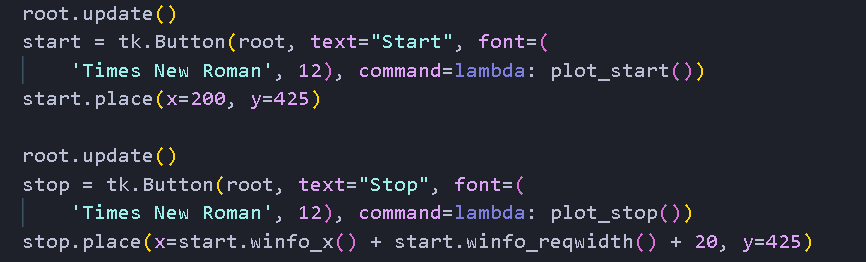 root.update()
start = tk.Button(root, text="Start", font=(
    'Times New Roman', 12), command=lambda: plot_start())
start.place(x=200, y=425)

root.update()
stop = tk.Button(root, text="Stop", font=(
    'Times New Roman', 12), command=lambda: plot_stop())
stop.place(x=start.winfo_x() + start.winfo_reqwidth() + 20, y=425)